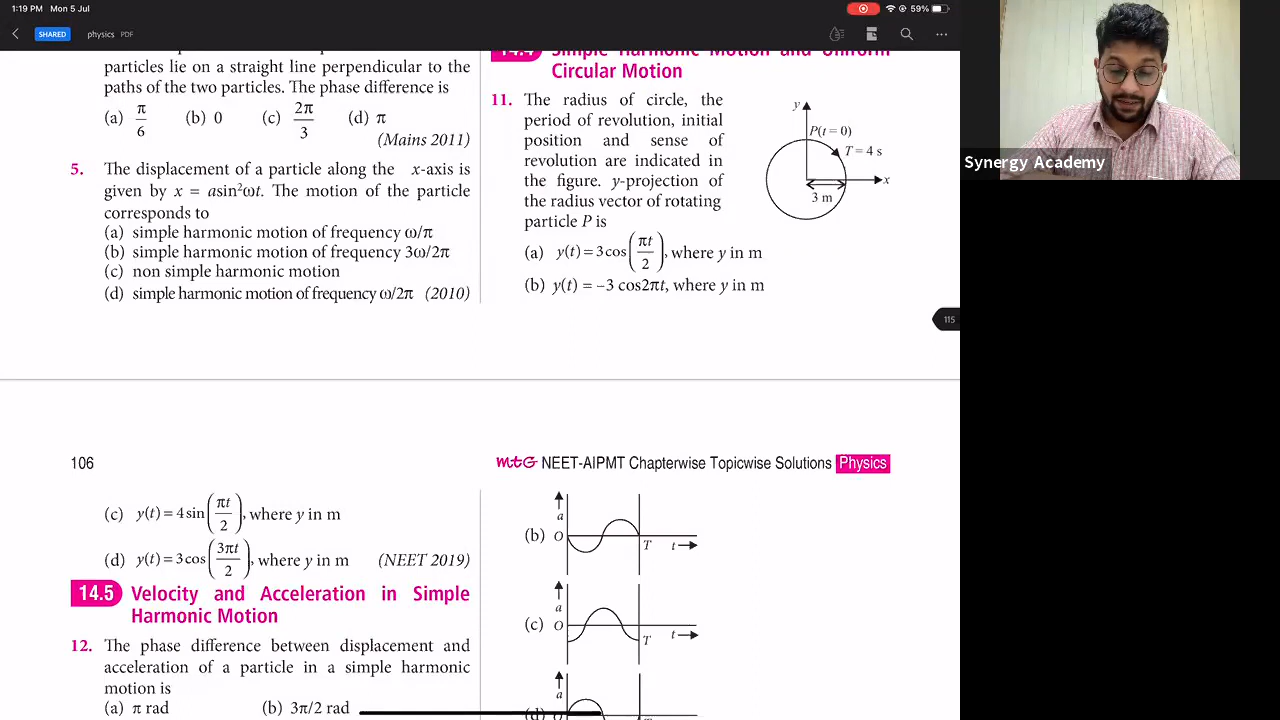 1:19 PM Mon 5 Jul
59%
SHARED
physics PDF
particles lie on a straight line perpendicular to the
paths of the two particles. The phase difference is
(a) π/6 (b) 0 (c) 2π/3 (d) π
(Mains 2011)
5. The displacement of a particle along the x-axis is
given by x = asin²ωt. The motion of the particle
corresponds to
(a) simple harmonic motion of frequency ω/π
(b) simple harmonic motion of frequency 3ω/2π
(c) non simple harmonic motion
(d) simple harmonic motion of frequency ω/2π (2010)
Simple Harmonic Motion and Uniform
Circular Motion
11. The radius of circle, the
period of revolution, initial
position and sense of
revolution are indicated in
the figure. y-projection of
the radius vector of rotating
particle P is
y
P(t = 0)
T = 4 s
x
3 m
(a) y(t) = 3 cos(πt/2), where y in m
(b) y(t) = −3 cos2πt, where y in m
115
106
mtG NEET-AIPMT Chapterwise Topicwise Solutions Physics
(c) y(t) = 4 sin(πt/2), where y in m
(d) y(t) = 3 cos(3πt/2), where y in m (NEET 2019)
14.5 Velocity and Acceleration in Simple
Harmonic Motion
12. The phase difference between displacement and
acceleration of a particle in a simple harmonic
motion is
(a) π rad (b) 3π/2 rad
a
(b) O T t
a
(c) O T t
a
(d)
Synergy Academy